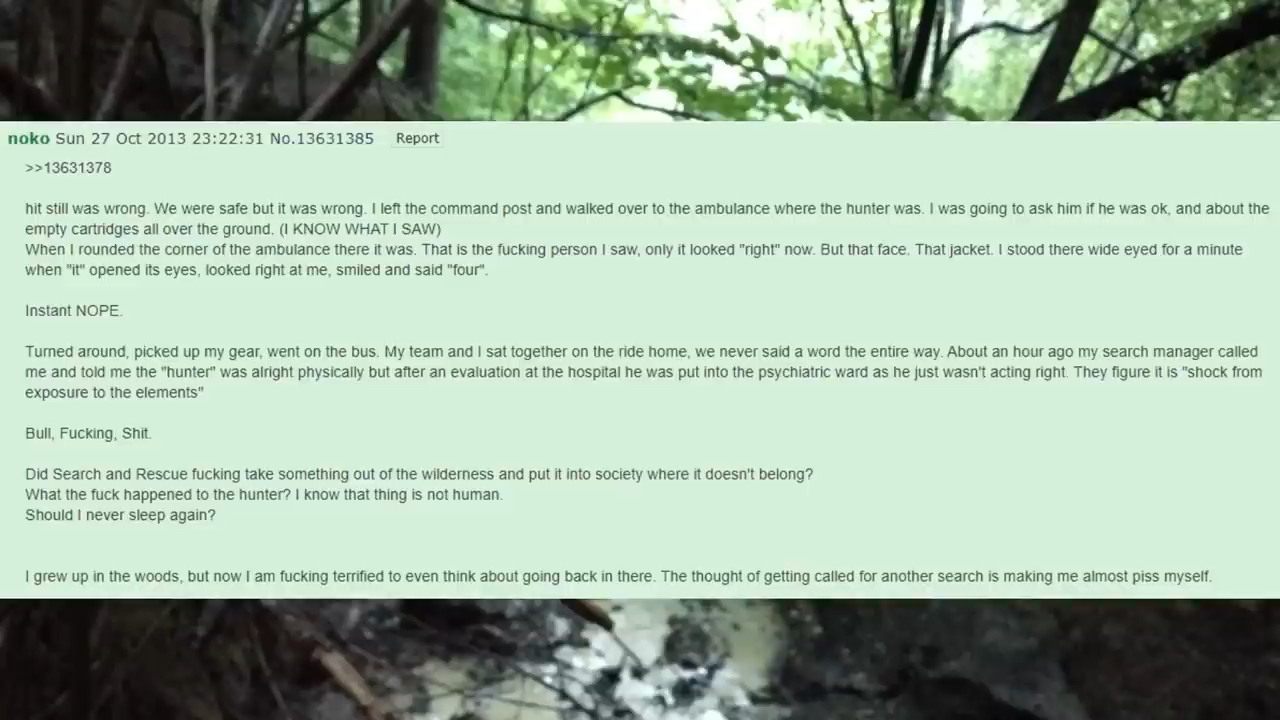 noko Sun 27 Oct 2013 23:22:31 No.13631385 Report
>>13631378
hit still was wrong. We were safe but it was wrong. I left the command post and walked over to the ambulance where the hunter was. I was going to ask him if he was ok, and about the
empty cartridges all over the ground. (I KNOW WHAT I SAW)
When I rounded the corner of the ambulance there it was. That is the fucking person I saw, only it looked "right" now. But that face. That jacket. I stood there wide eyed for a minute
when "it" opened its eyes, looked right at me, smiled and said "four".
Instant NOPE.
Turned around, picked up my gear, went on the bus. My team and I sat together on the ride home, we never said a word the entire way. About an hour ago my search manager called
me and told me the "hunter" was alright physically but after an evaluation at the hospital he was put into the psychiatric ward as he just wasn't acting right. They figure it is "shock from
exposure to the elements"
Bull, Fucking, Shit.
Did Search and Rescue fucking take something out of the wilderness and put it into society where it doesn't belong?
What the fuck happened to the hunter? I know that thing is not human.
Should I never sleep again?
I grew up in the woods, but now I am fucking terrified to even think about going back in there. The thought of getting called for another search is making me almost piss myself.